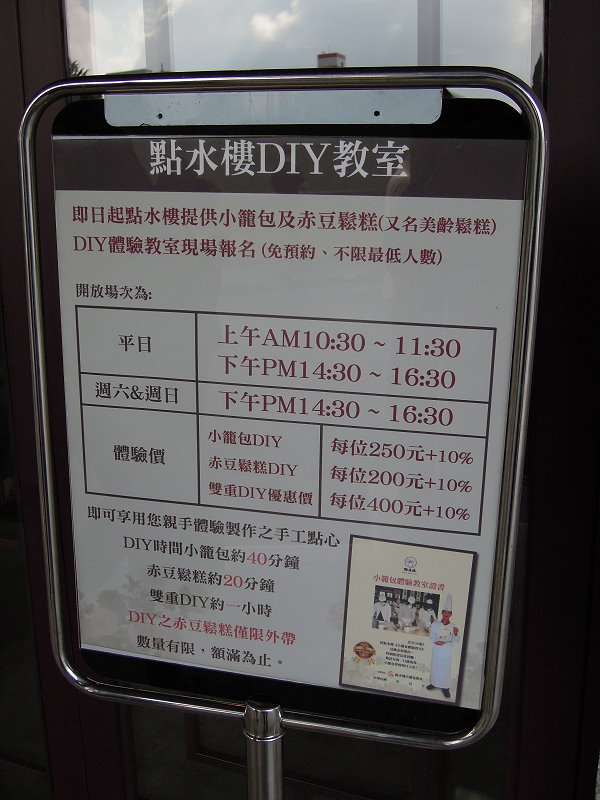 點水樓DIY教室
即日起點水樓提供小籠包及赤豆鬆糕(又名美齡鬆糕)
DIY體驗教室現場報名(免預約、不限最低人數)
開放場次為:
平日
上午AM10:30 ~ 11:30
下午PM14:30 ~ 16:30
週六&週日
下午PM14:30 ~ 16:30
體驗價
小籠包DIY 每位250元+10%
赤豆鬆糕DIY 每位200元+10%
雙重DIY優惠價 每位400元+10%
即可享用您親手體驗製作之手工點心
DIY時間小籠包約40分鐘
赤豆鬆糕約20分鐘
雙重DIY約一小時
DIY之赤豆鬆糕僅限外帶
數量有限，額滿為止。
小籠包體驗教室證書